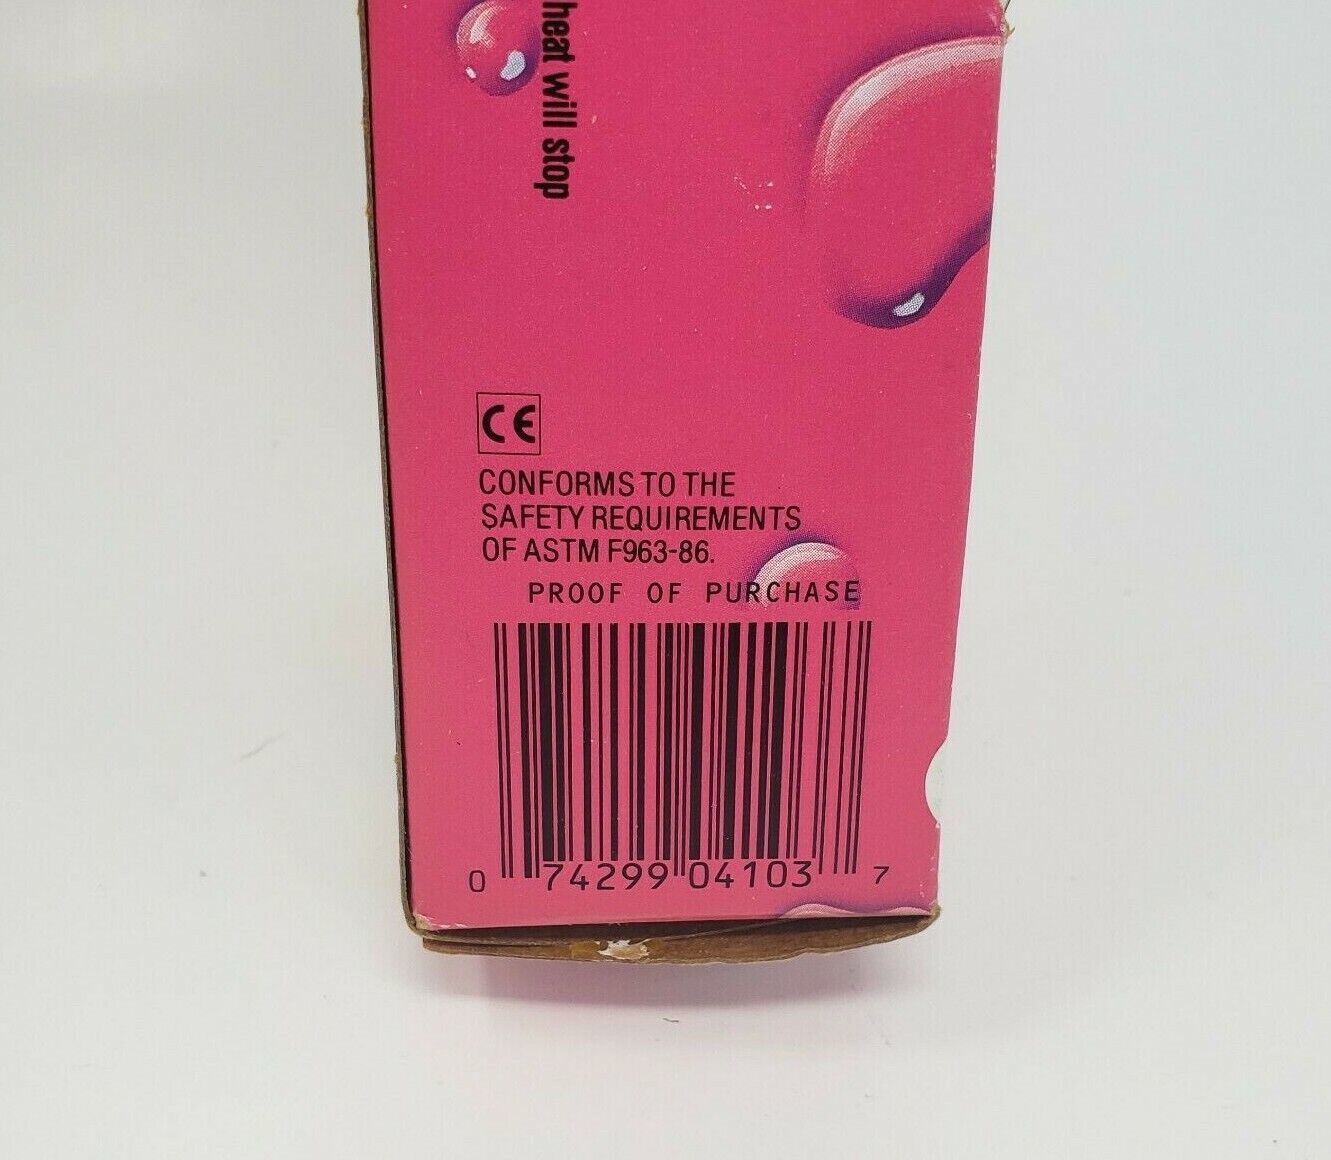 heat will stop
CE
CONFORMS TO THE
SAFETY REQUIREMENTS
OF ASTM F963-86.
PROOF OF PURCHASE
0 74299 04103 7